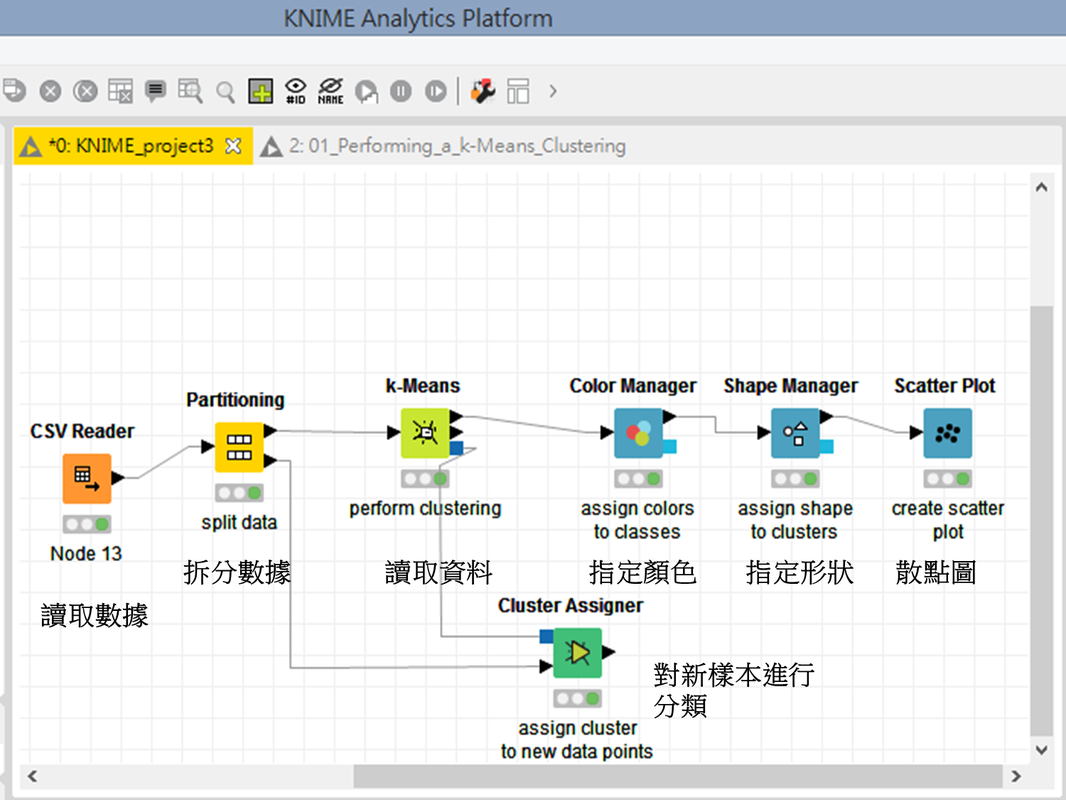 KNIME Analytics Platform
#ID
NAME
*0: KNIME_project3
2: 01_Performing_a_k-Means_Clustering
k-Means
Color Manager
Shape Manager
Scatter Plot
Partitioning
CSV Reader
perform clustering
assign colors
to classes
assign shape
to clusters
create scatter
plot
split data
Node 13
拆分數據
讀取資料
指定顏色
指定形狀
散點圖
讀取數據
Cluster Assigner
對新樣本進行
分類
assign cluster
to new data points